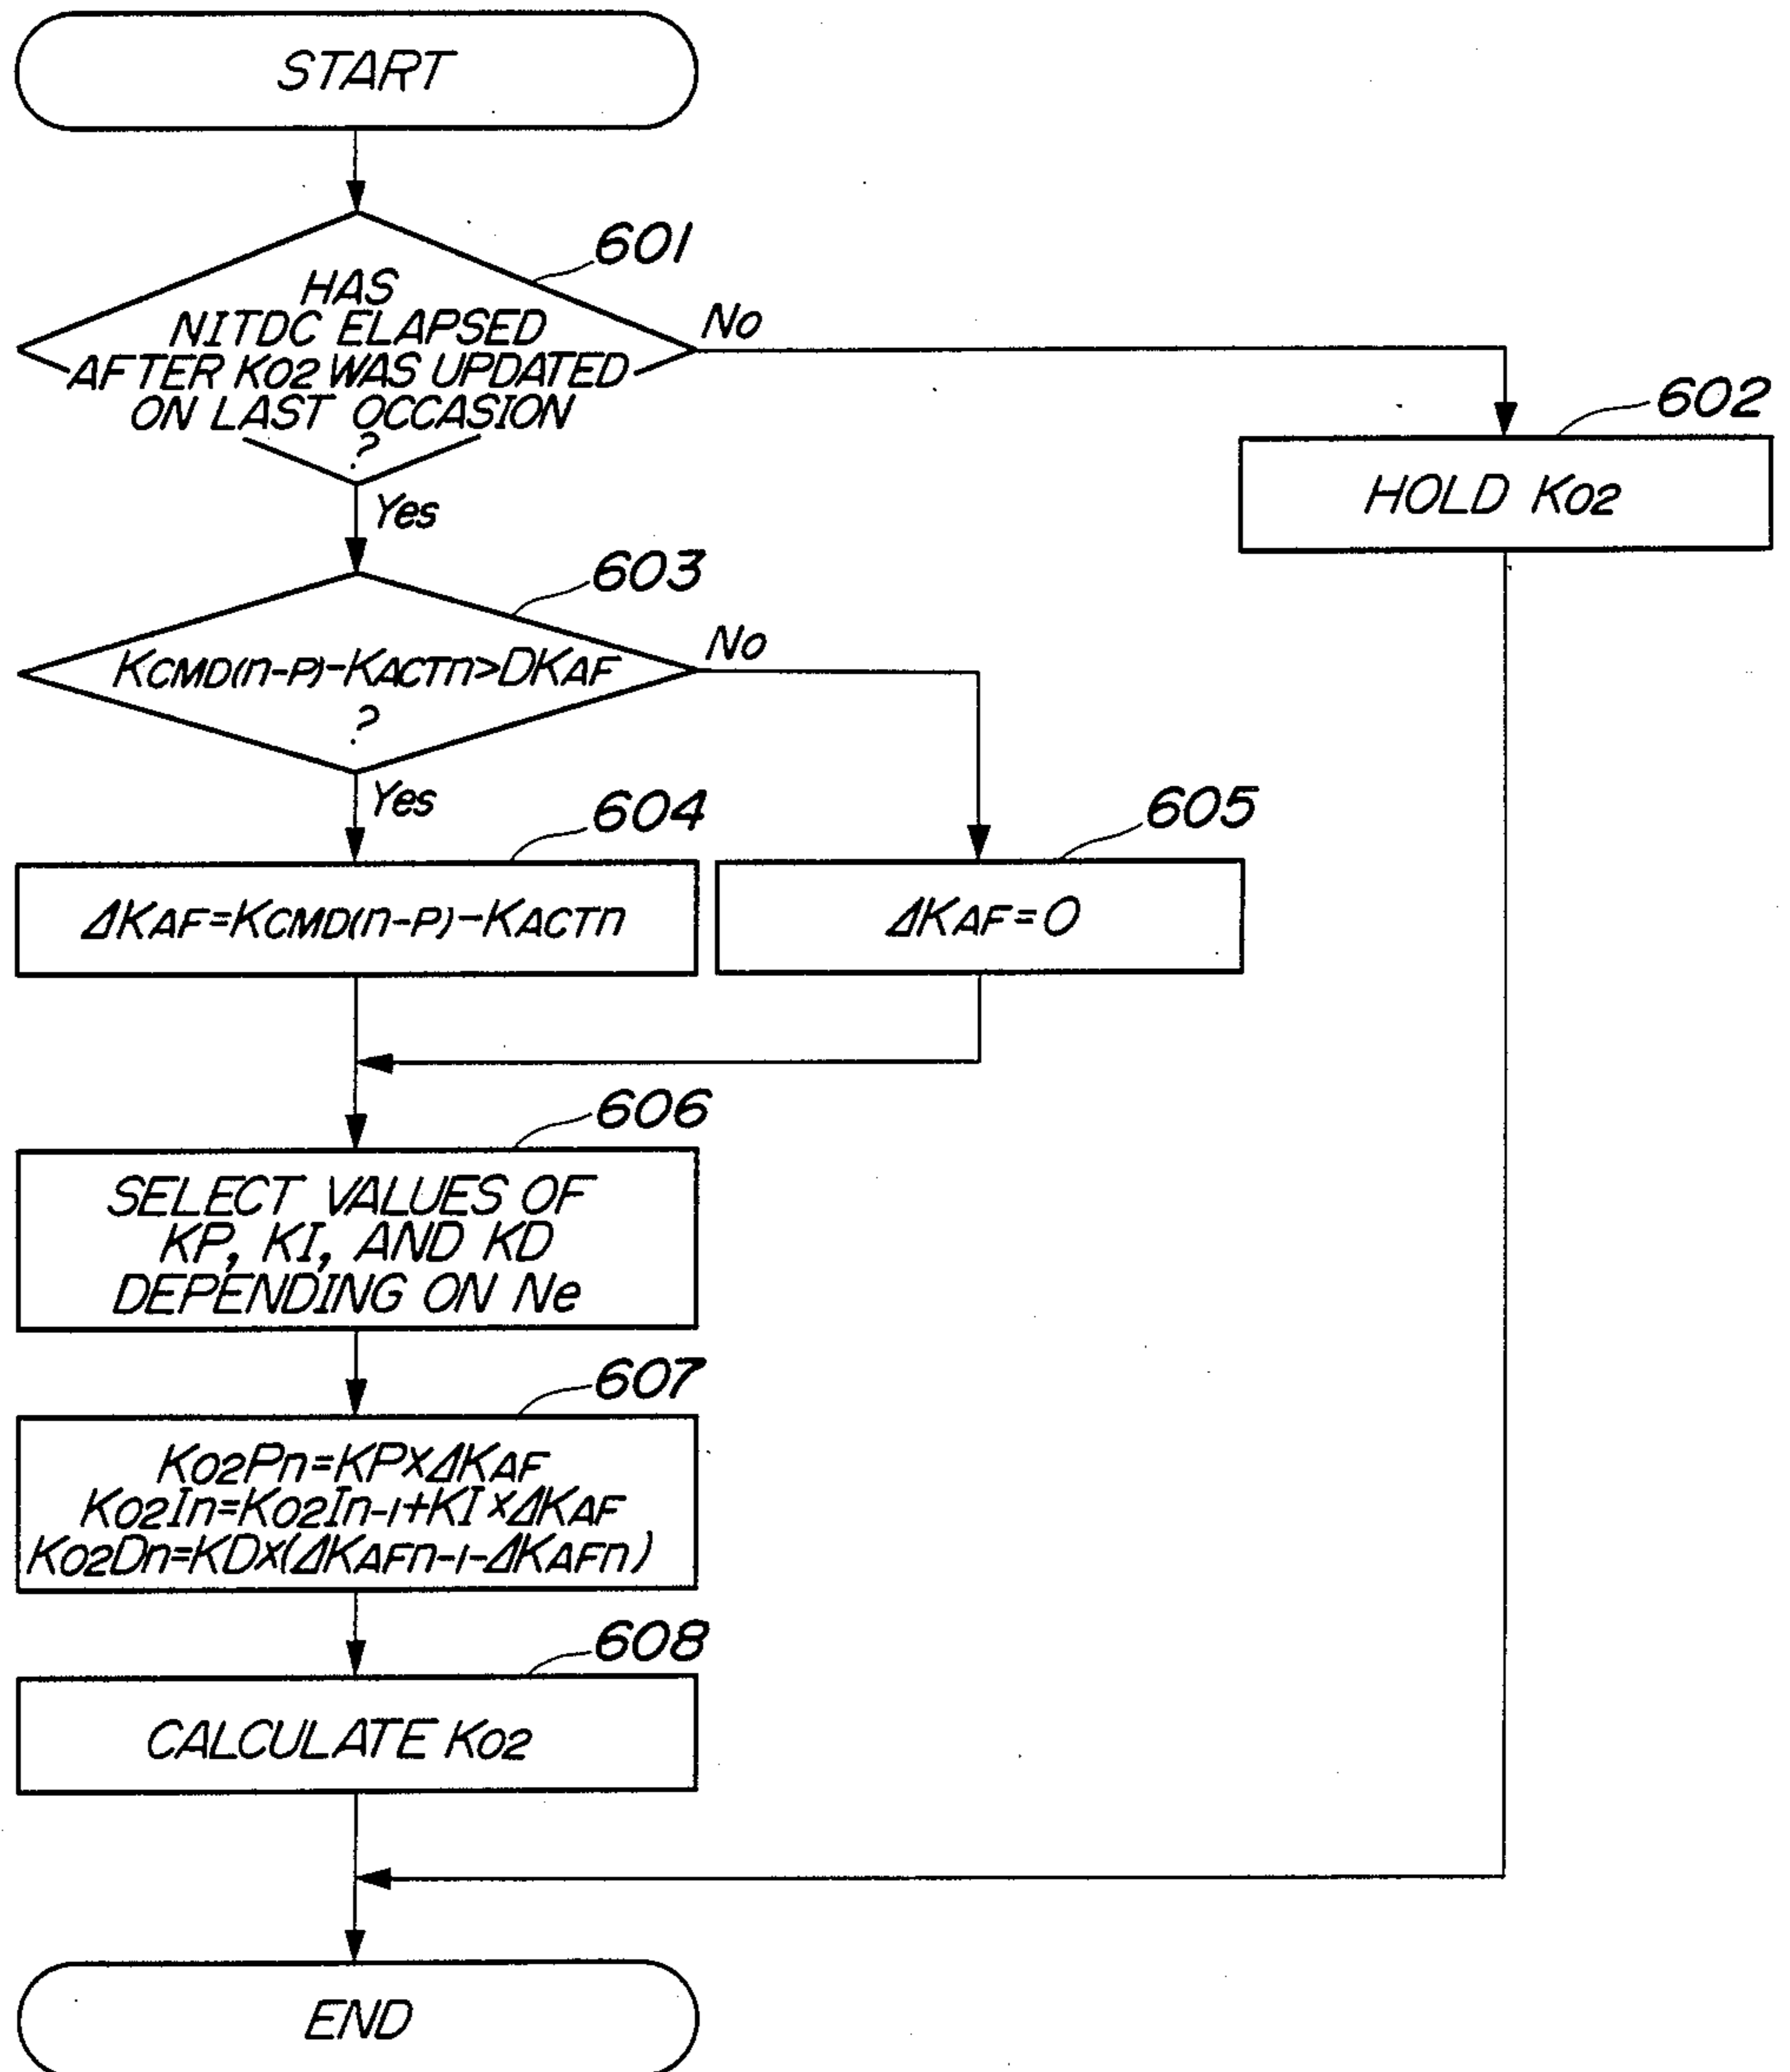 START
601
HAS
NITDC ELAPSED
AFTER KO2 WAS UPDATED
ON LAST OCCASION
?
No
Yes
602
HOLD KO2
603
KCMD(n-P)-KACTn>DKAF
?
No
Yes
604
ΔKAF=KCMD(n-P)-KACTn
605
ΔKAF=0
606
SELECT VALUES OF
KP, KI, AND KD
DEPENDING ON Ne
607
KO2Pn=KP×ΔKAF
KO2In=KO2In-1+KI×ΔKAF
KO2Dn=KD×(ΔKAFn-1-ΔKAFn)
608
CALCULATE KO2
END